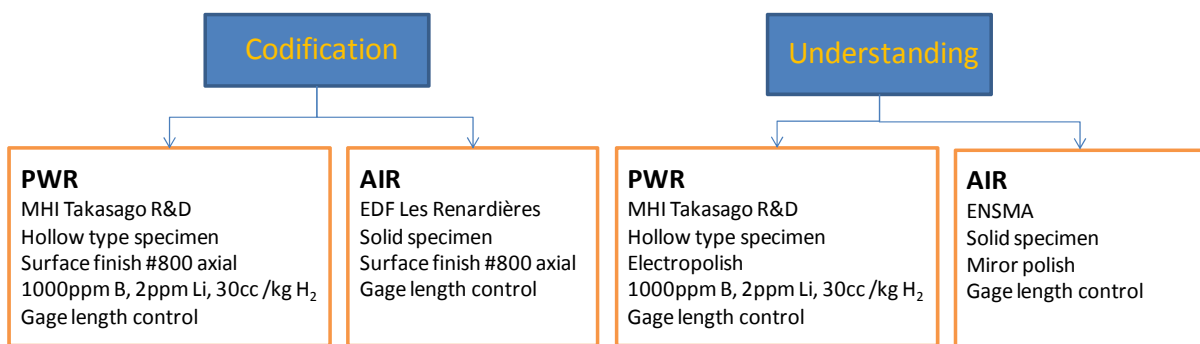 Codification
Understanding
PWR
MHI Takasago R&D
Hollow type specimen
Surface finish #800 axial
1000ppm B, 2ppm Li, 30cc /kg H₂
Gage length control
AIR
EDF Les Renardières
Solid specimen
Surface finish #800 axial
Gage length control
PWR
MHI Takasago R&D
Hollow type specimen
Electropolish
1000ppm B, 2ppm Li, 30cc /kg H₂
Gage length control
AIR
ENSMA
Solid specimen
Miror polish
Gage length control